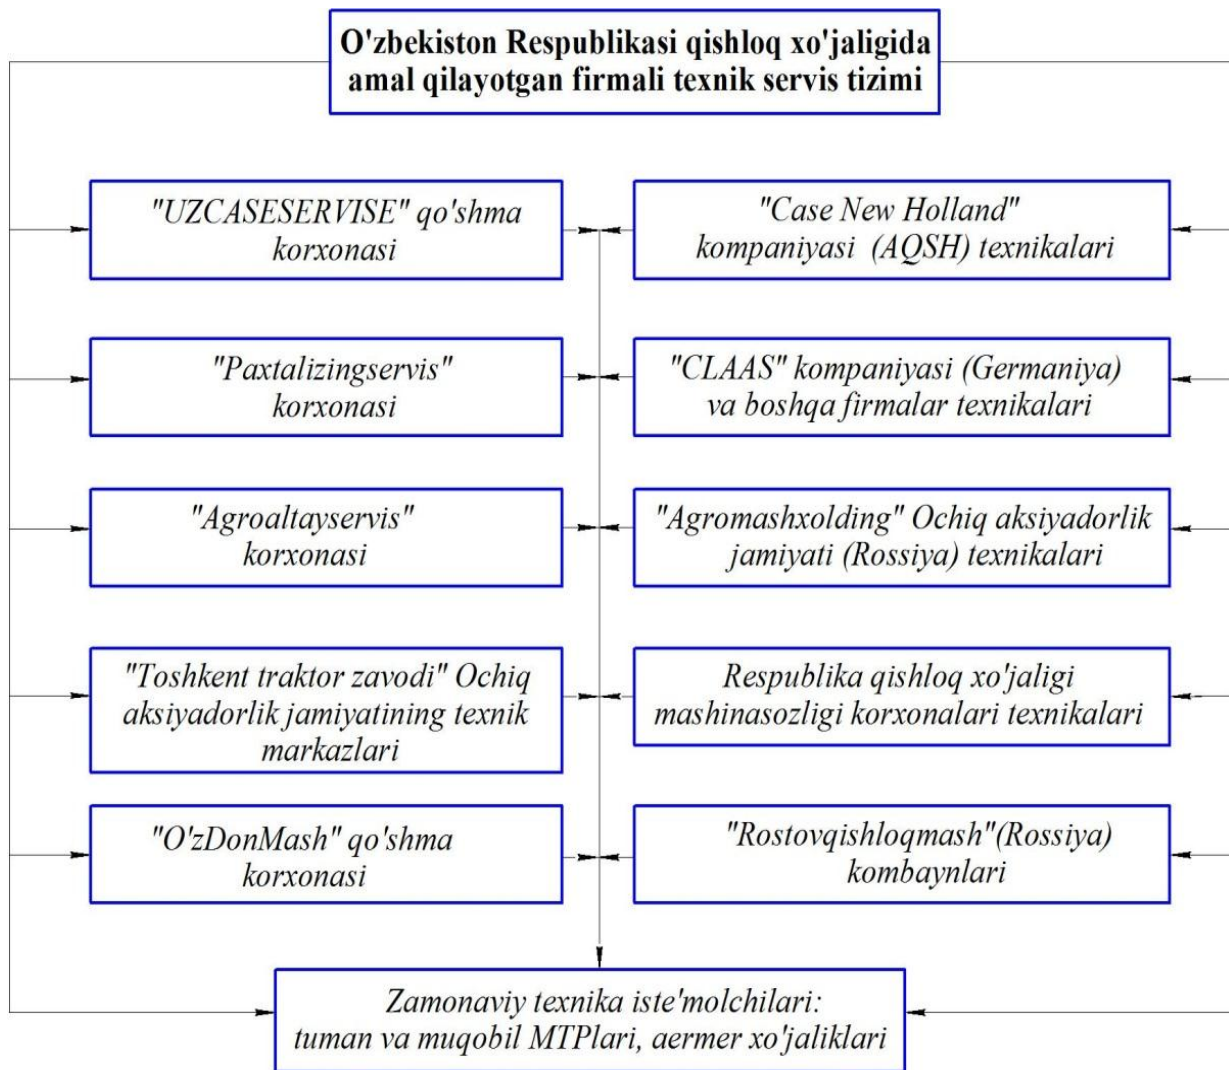 O'zbekiston Respublikasi qishloq xo'jaligida
amal qilayotgan firmali texnik servis tizimi
"UZCASESERVISE" qo'shma
korxonasi
"Case New Holland"
kompaniyasi (AQSH) texnikalari
"Paxtalizingservis"
korxonasi
"CLAAS" kompaniyasi (Germaniya)
va boshqa firmalar texnikalari
"Agroaltayservis"
korxonasi
"Agromashxolding" Ochiq aksiyadorlik
jamiyati (Rossiya) texnikalari
"Toshkent traktor zavodi" Ochiq
aksiyadorlik jamiyatining texnik
markazlari
Respublika qishloq xo'jaligi
mashinasozligi korxonalari texnikalari
"O'zDonMash" qo'shma
korxonasi
"Rostovqishloqmash"(Rossiya)
kombaynlari
Zamonaviy texnika iste'molchilari:
tuman va muqobil MTPlari, aermer xo'jaliklari